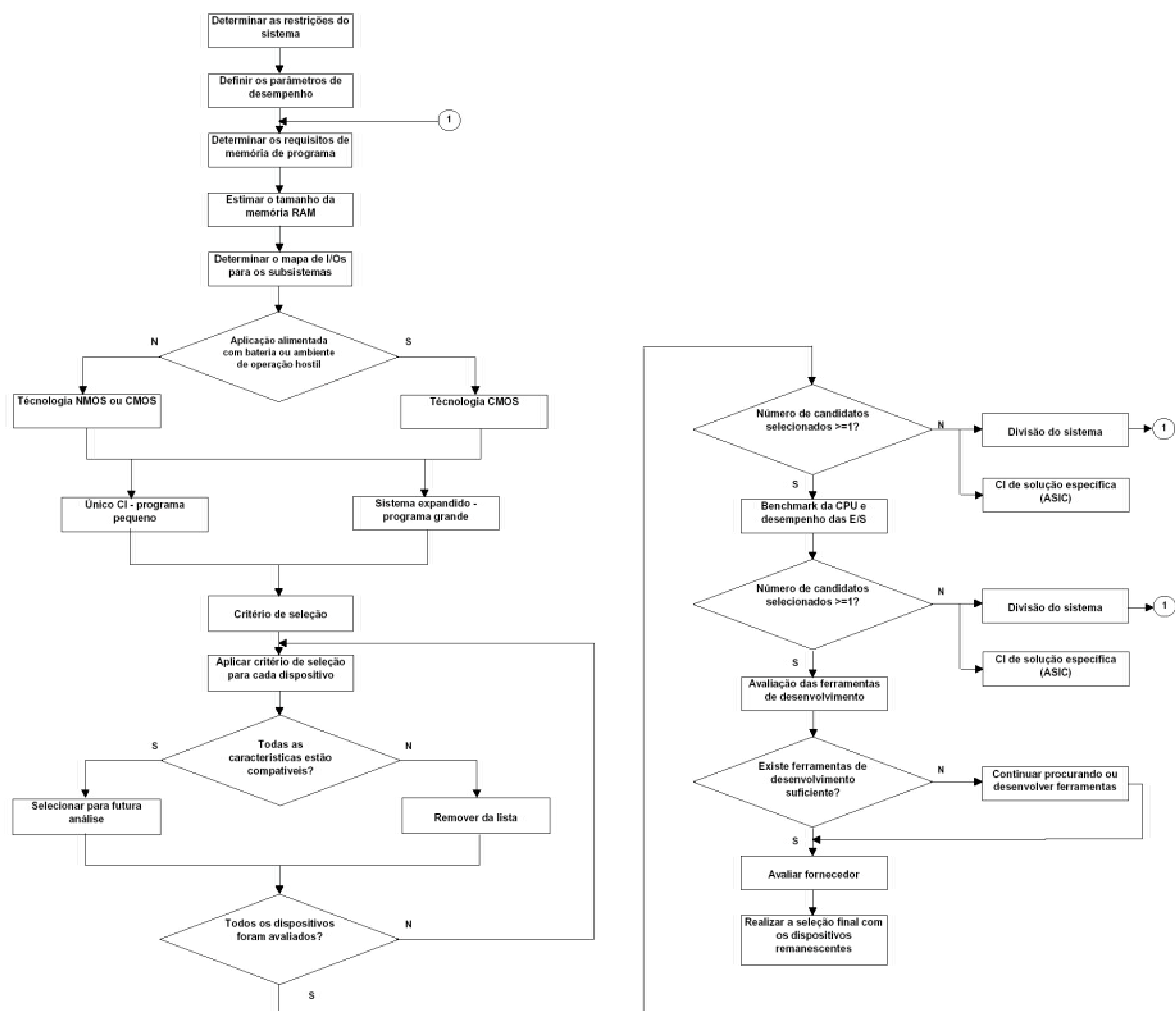 Determinar as restrições do
sistema
Definir os parâmetros de
desempenho
1
Determinar os requisitos de
memória de programa
Estimar o tamanho da
memória RAM
Determinar o mapa de I/Os
para os subsistemas
N
Aplicação alimentada
com bateria ou ambiente
de operação hostil
S
Técnologia NMOS ou CMOS
Técnologia CMOS
Único CI - programa
pequeno
Sistema expandido -
programa grande
Critério de seleção
Aplicar critério de seleção
para cada dispositivo
S
Todas as
características estão
compatíveis?
N
Selecionar para futura
análise
Remover da lista
Todos os dispositivos
foram avaliados?
N
S
Número de candidatos
selecionados >=1?
N
Divisão do sistema
1
CI de solução específica
(ASIC)
S
Benchmark da CPU e
desempenho das E/S
Número de candidatos
selecionados >=1?
N
Divisão do sistema
1
CI de solução específica
(ASIC)
S
Avaliação das ferramentas
de desenvolvimento
Existe ferramentas de
desenvolvimento
suficiente?
N
Continuar procurando ou
desenvolver ferramentas
S
Avaliar fornecedor
Realizar a seleção final com
os dispositivos
remanescentes